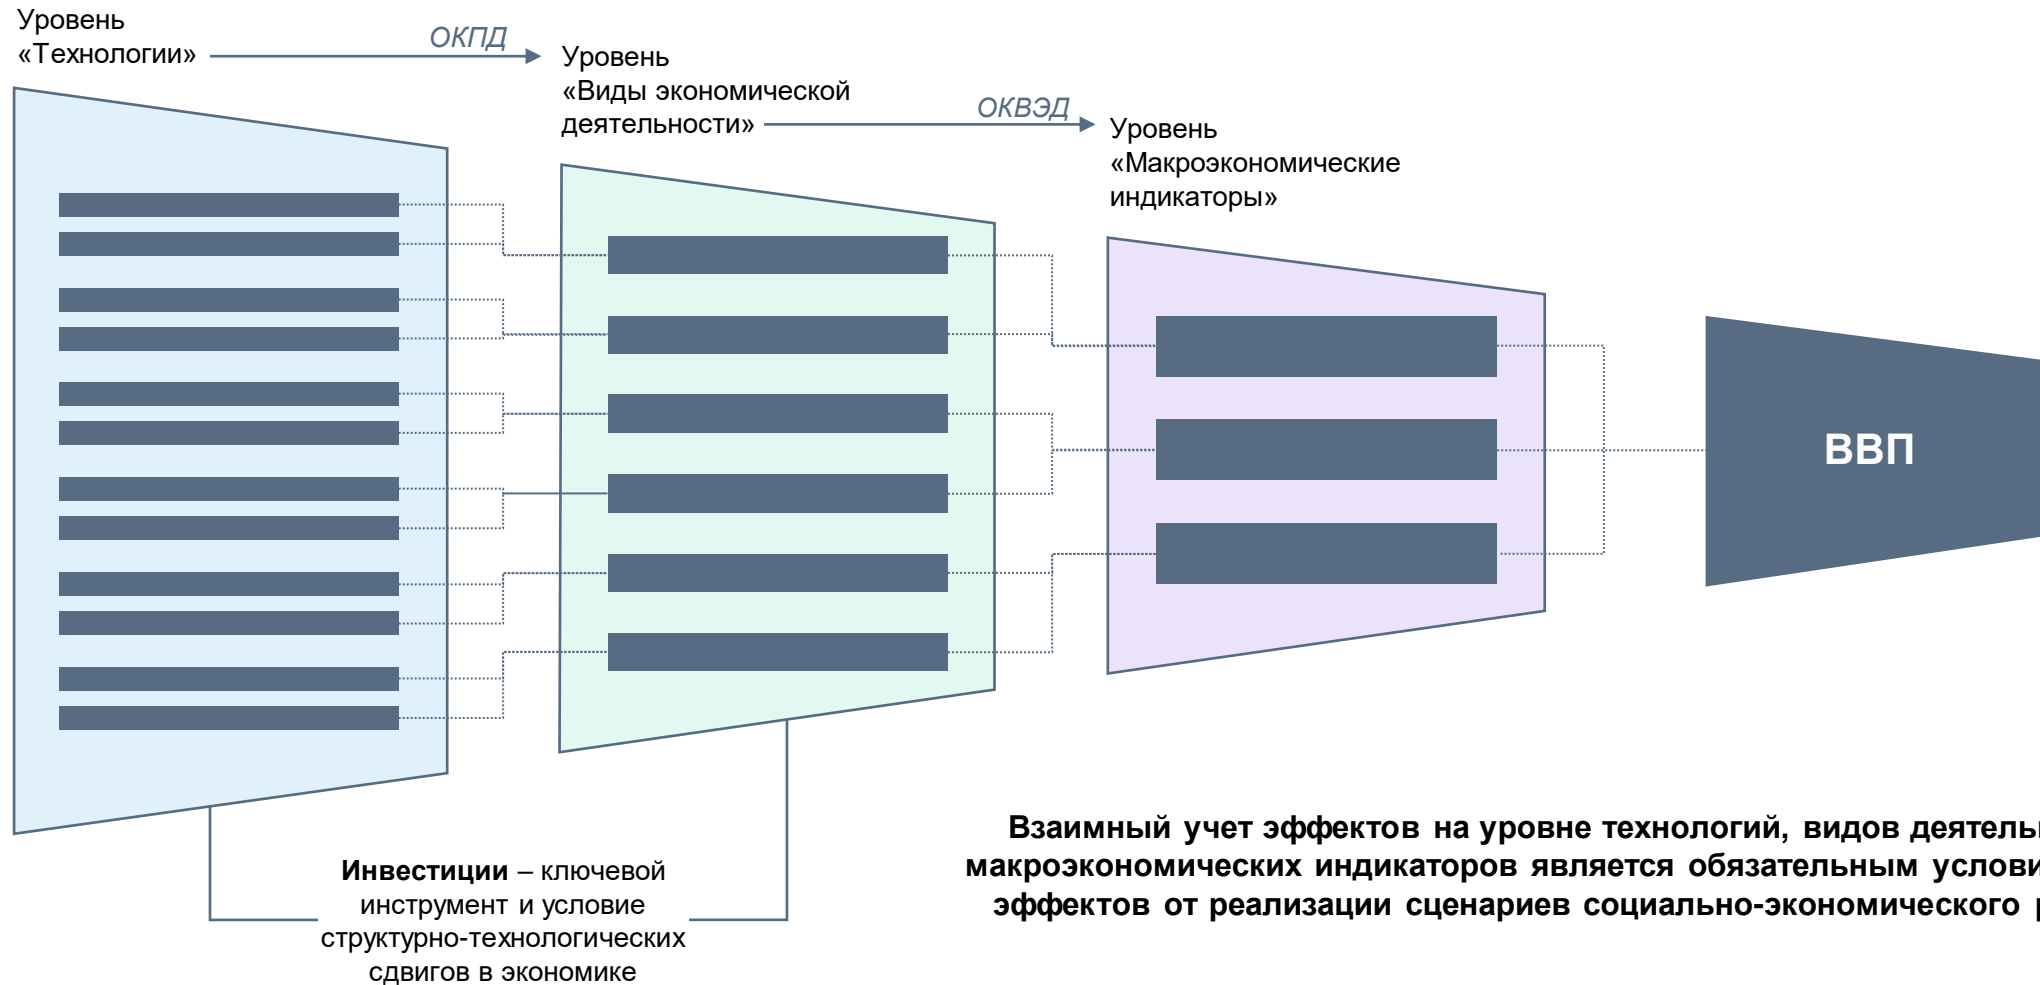 Уровень
«Технологии»
ОКПД
Уровень
«Виды экономической
деятельности»
ОКВЭД
Уровень
«Макроэкономические
индикаторы»
ВВП
Взаимный учет эффектов на уровне технологий, видов
макроэкономических индикаторов является обязательным
эффектов от реализации сценариев социально-экономического
Инвестиции – ключевой
инструмент и условие
структурно-технологических
сдвигов в экономике